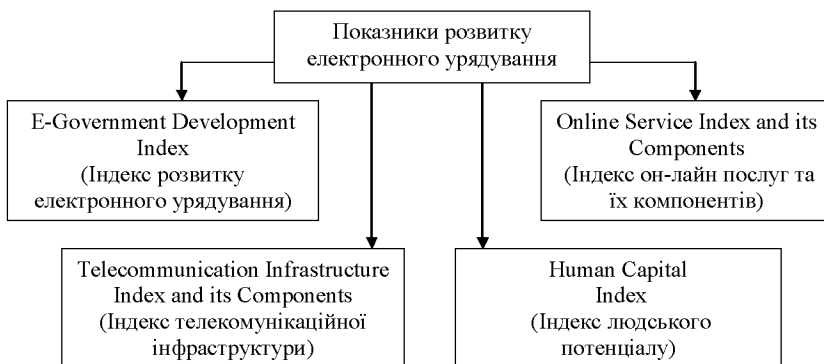 Показники розвитку
електронного урядування
E-Government Development
Index
(Індекс розвитку
електронного урядування)
Online Service Index and its
Components
(Індекс он-лайн послуг та
їх компонентів)
Telecommunication Infrastructure
Index and its Components
(Індекс телекомунікаційної
інфраструктури)
Human Capital
Index
(Індекс людського
потенціалу)